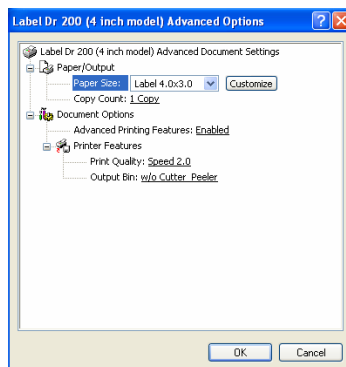 Label Dr 200 (4 inch model) Advanced Options
Label Dr 200 (4 inch model) Advanced Document Settings
Paper/Output
Paper Size: Label 4.0x3.0 Customize
Copy Count: 1 Copy
Document Options
Advanced Printing Features: Enabled
Printer Features
Print Quality: Speed 2.0
Output Bin: w/o Cutter_Peeler
OK Cancel